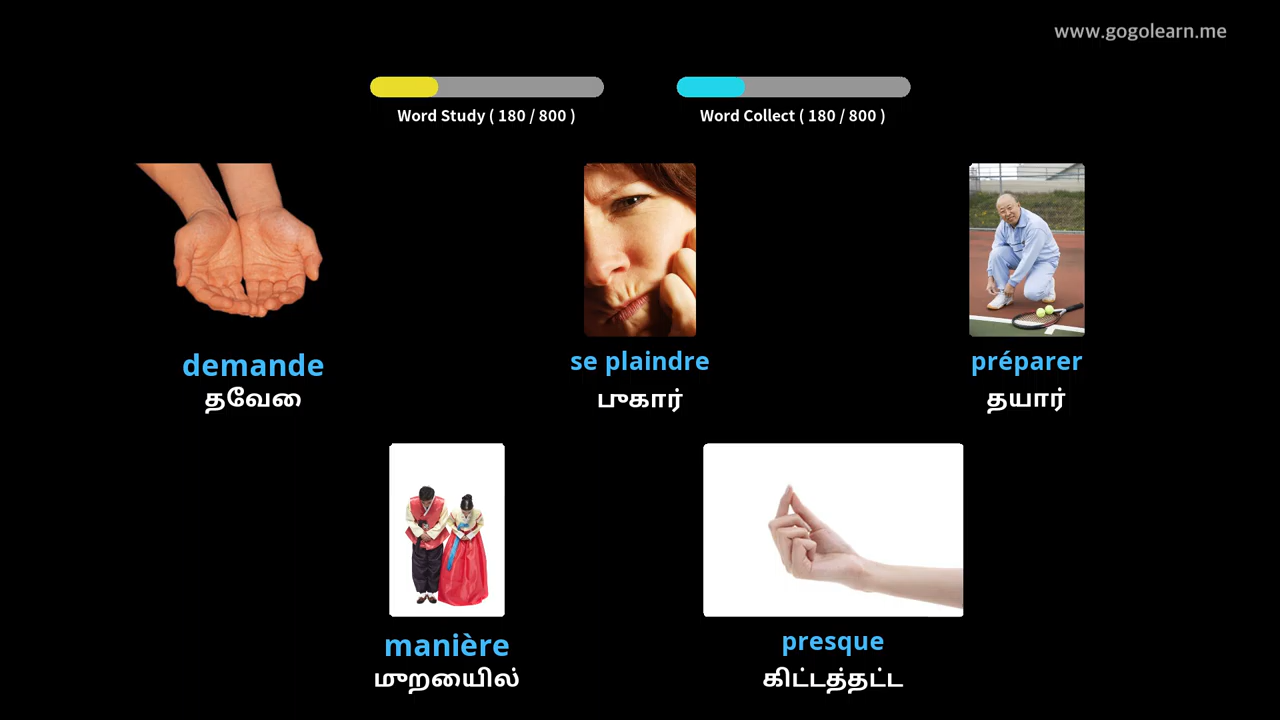 www.gogolearn.me
Word Study ( 180 / 800 )
Word Collect ( 180 / 800 )
demande
தேவை
se plaindre
புகார்
préparer
தயார்
manière
முறையில்
presque
கிட்டத்தட்ட